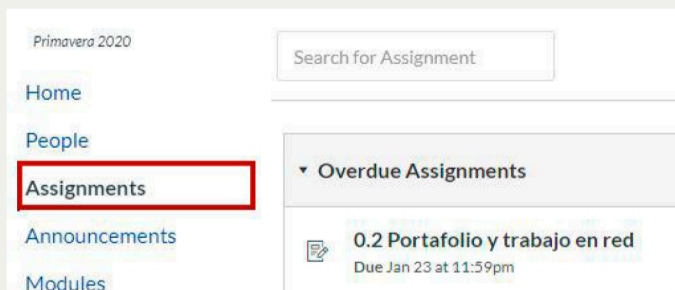 Primavera 2020
Home
People
Assignments
Announcements
Modules
Search for Assignment
Overdue Assignments
0.2 Portafolio y trabajo en red
Due Jan 23 at 11:59pm